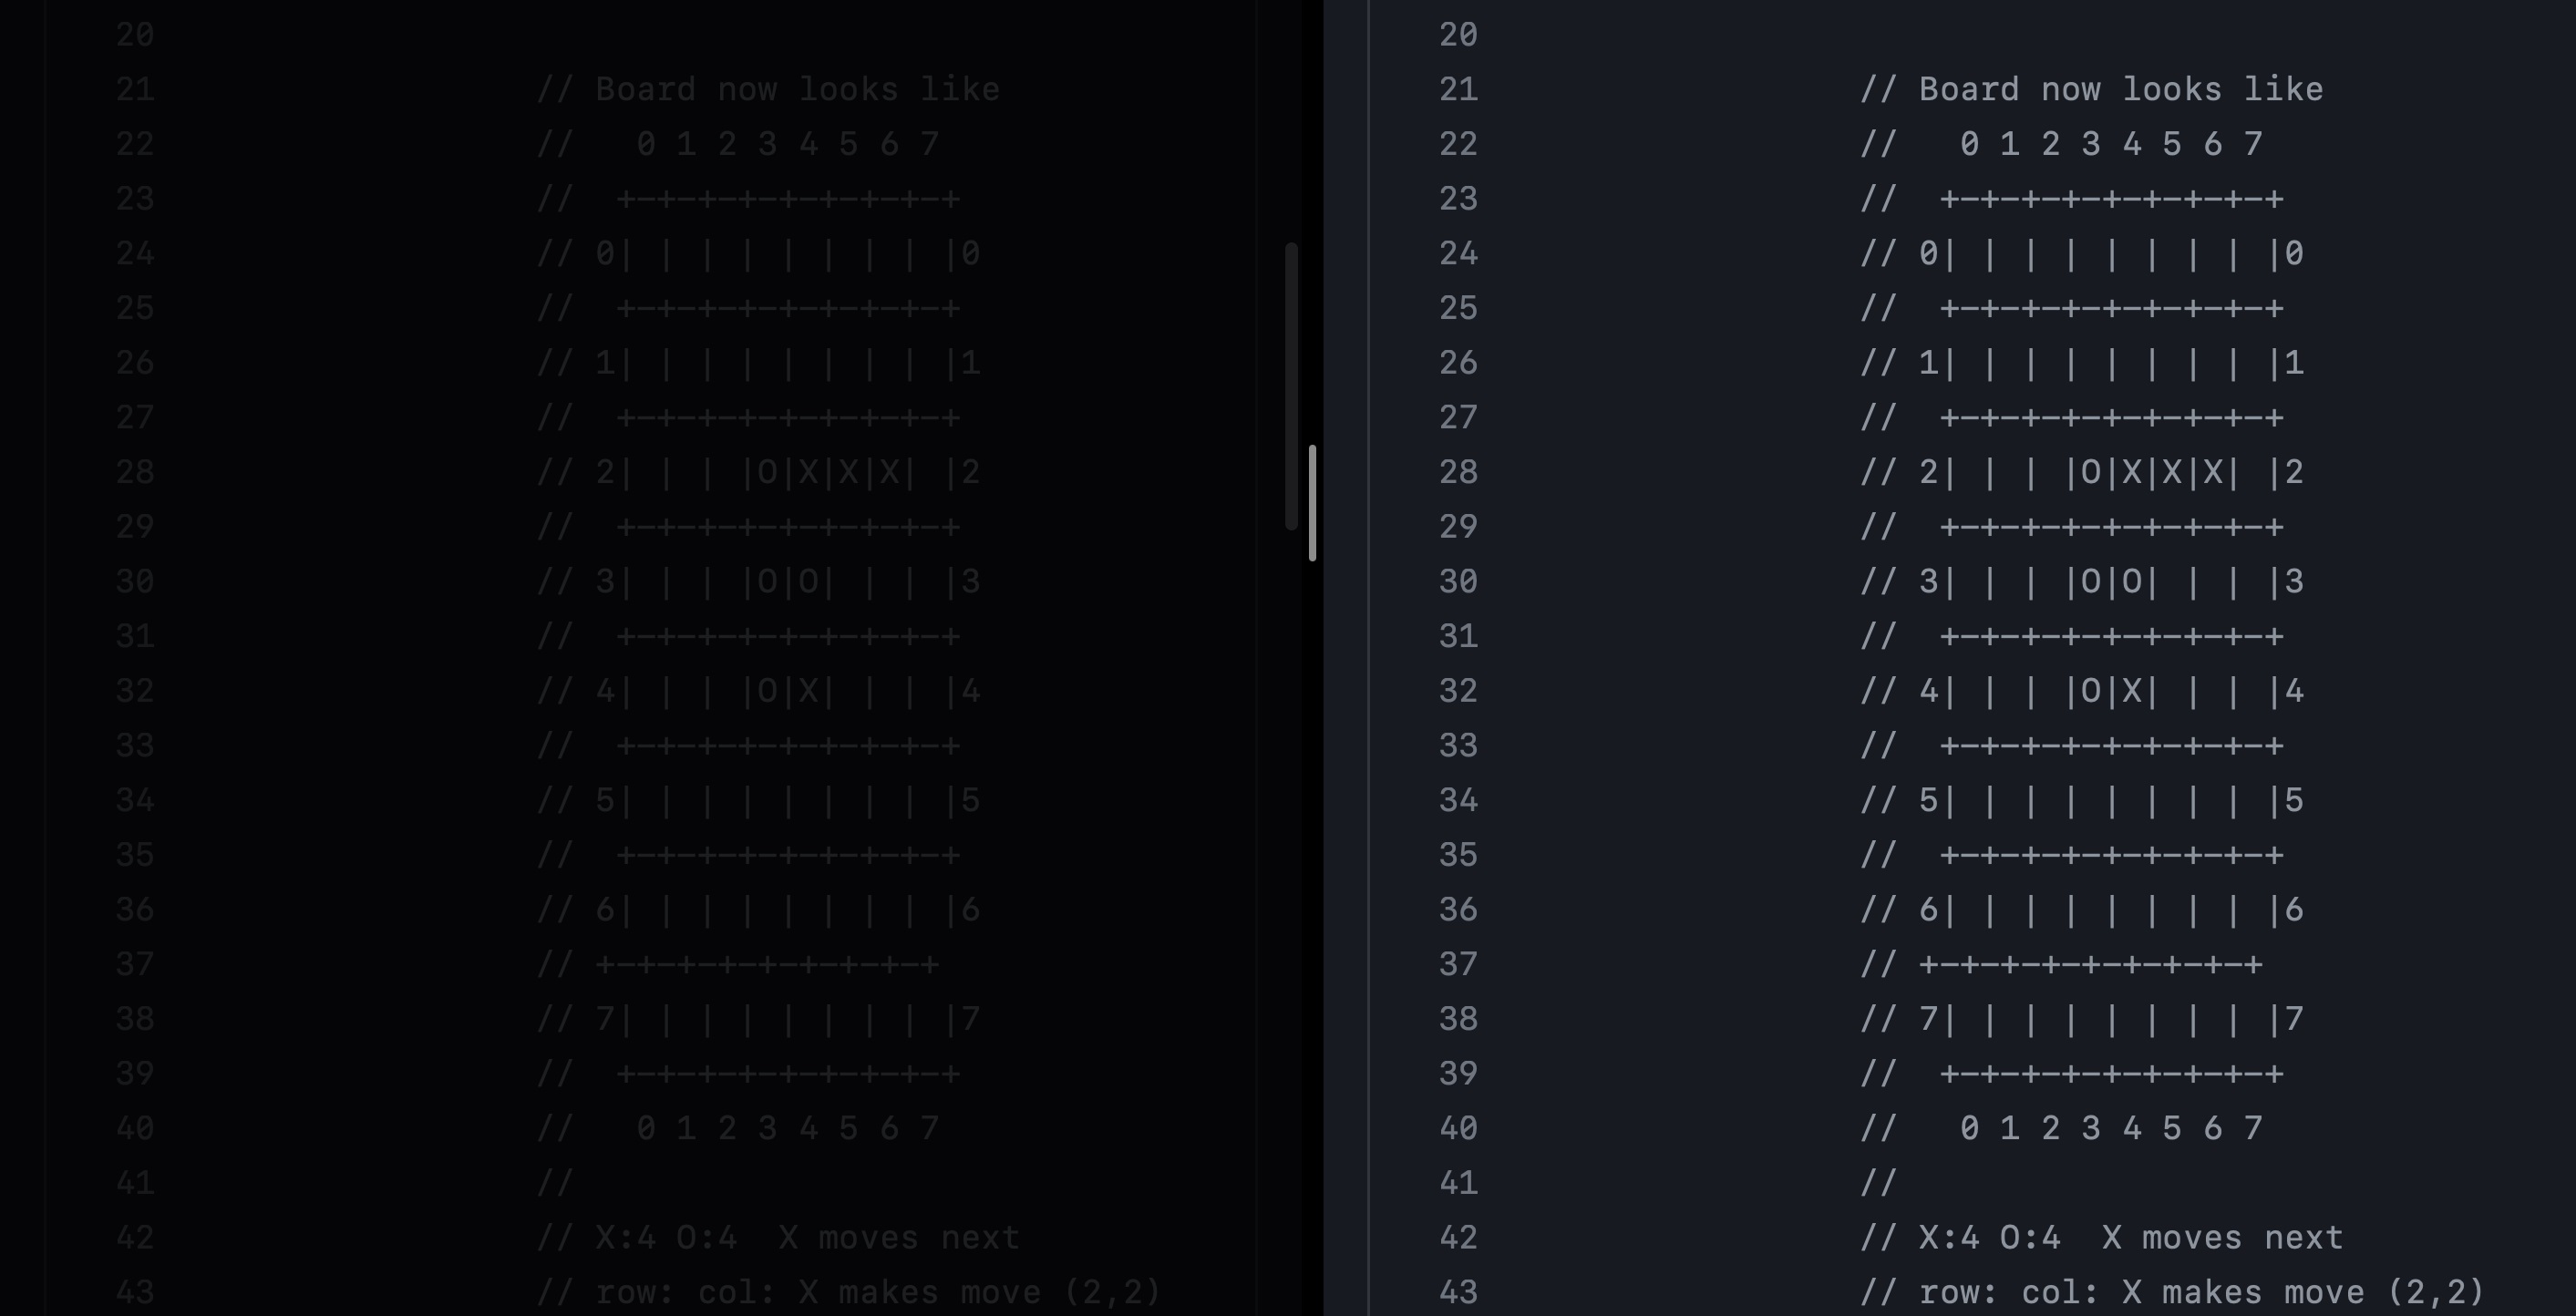 20
21 // Board now looks like
22 //   0 1 2 3 4 5 6 7
23 //  +-+-+-+-+-+-+-+-+
24 // 0| | | | | | | | |0
25 //  +-+-+-+-+-+-+-+-+
26 // 1| | | | | | | | |1
27 //  +-+-+-+-+-+-+-+-+
28 // 2| | | |O|X|X|X| |2
29 //  +-+-+-+-+-+-+-+-+
30 // 3| | | |O|O| | | |3
31 //  +-+-+-+-+-+-+-+-+
32 // 4| | | |O|X| | | |4
33 //  +-+-+-+-+-+-+-+-+
34 // 5| | | | | | | | |5
35 //  +-+-+-+-+-+-+-+-+
36 // 6| | | | | | | | |6
37 // +-+-+-+-+-+-+-+-+
38 // 7| | | | | | | | |7
39 //  +-+-+-+-+-+-+-+-+
40 //   0 1 2 3 4 5 6 7
41 //
42 // X:4 O:4  X moves next
43 // row: col: X makes move (2,2)
20
21 // Board now looks like
22 //   0 1 2 3 4 5 6 7
23 //  +-+-+-+-+-+-+-+-+
24 // 0| | | | | | | | |0
25 //  +-+-+-+-+-+-+-+-+
26 // 1| | | | | | | | |1
27 //  +-+-+-+-+-+-+-+-+
28 // 2| | | |O|X|X|X| |2
29 //  +-+-+-+-+-+-+-+-+
30 // 3| | | |O|O| | | |3
31 //  +-+-+-+-+-+-+-+-+
32 // 4| | | |O|X| | | |4
33 //  +-+-+-+-+-+-+-+-+
34 // 5| | | | | | | | |5
35 //  +-+-+-+-+-+-+-+-+
36 // 6| | | | | | | | |6
37 // +-+-+-+-+-+-+-+-+
38 // 7| | | | | | | | |7
39 //  +-+-+-+-+-+-+-+-+
40 //   0 1 2 3 4 5 6 7
41 //
42 // X:4 O:4  X moves next
43 // row: col: X makes move (2,2)